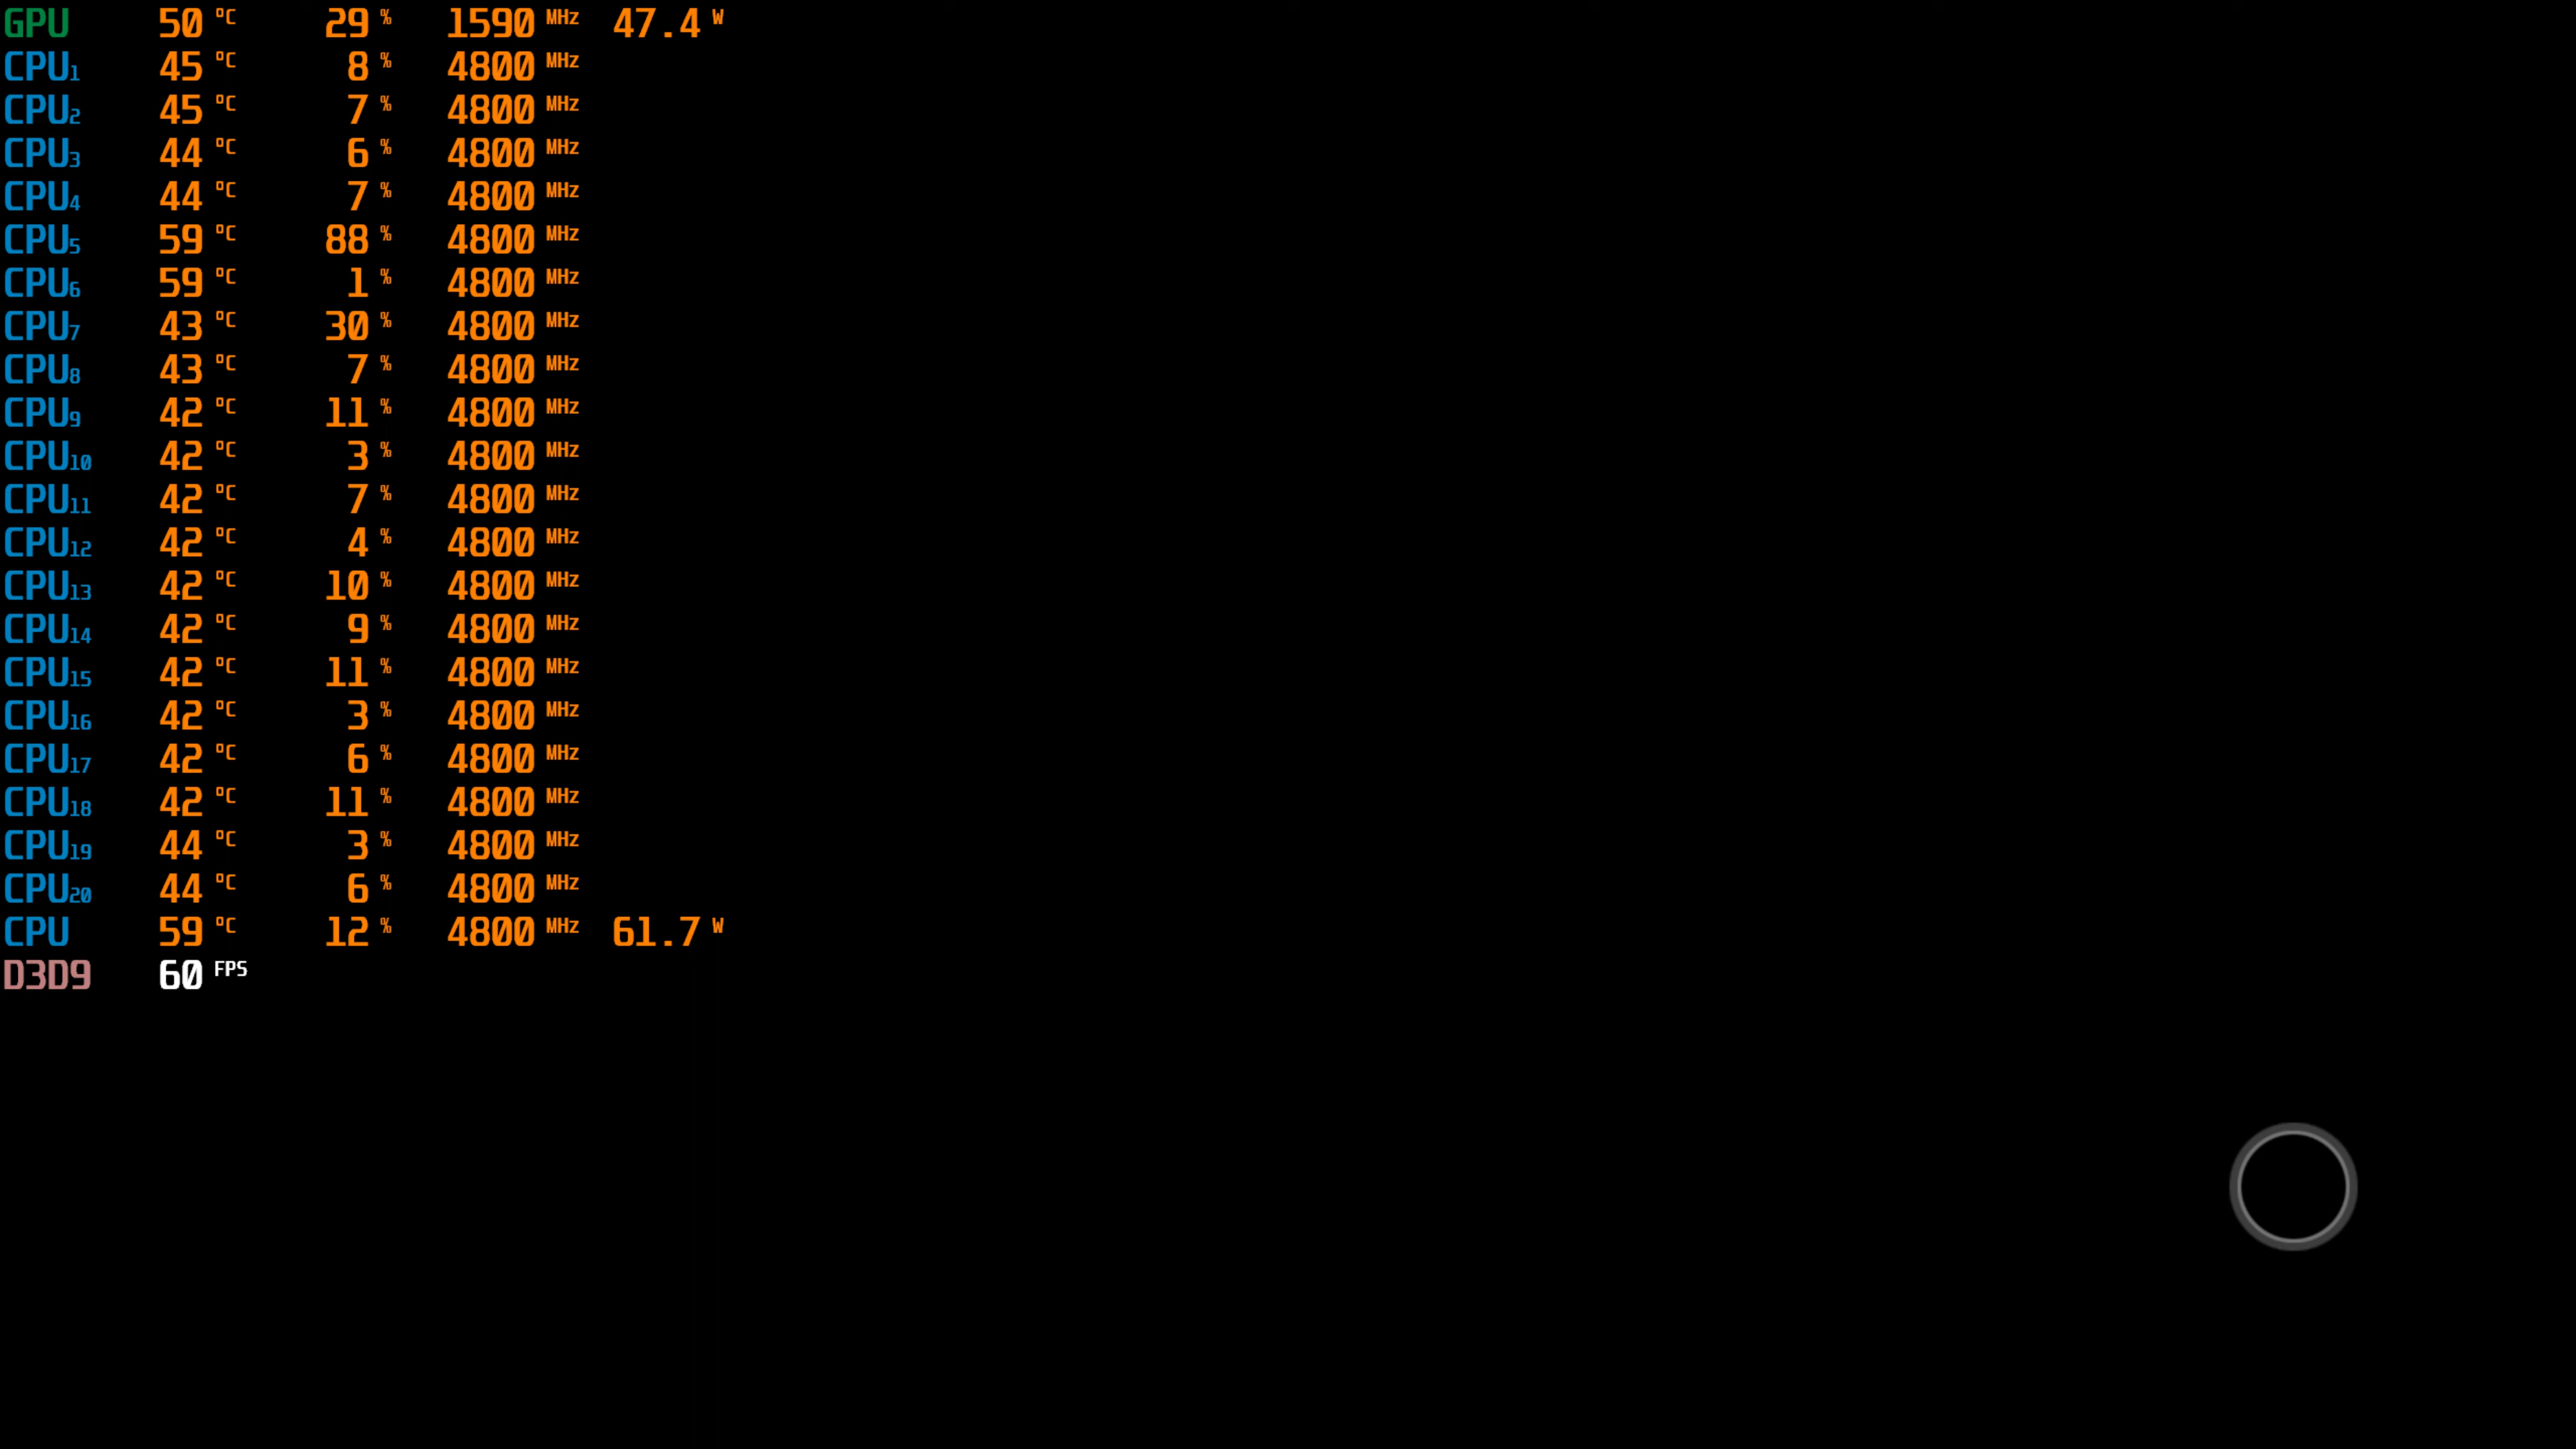 GPU 50 °C 29 % 1590 MHz 47.4 W
CPU1 45 °C 8 % 4800 MHz
CPU2 45 °C 7 % 4800 MHz
CPU3 44 °C 6 % 4800 MHz
CPU4 44 °C 7 % 4800 MHz
CPU5 59 °C 88 % 4800 MHz
CPU6 59 °C 1 % 4800 MHz
CPU7 43 °C 30 % 4800 MHz
CPU8 43 °C 7 % 4800 MHz
CPU9 42 °C 11 % 4800 MHz
CPU10 42 °C 3 % 4800 MHz
CPU11 42 °C 7 % 4800 MHz
CPU12 42 °C 4 % 4800 MHz
CPU13 42 °C 10 % 4800 MHz
CPU14 42 °C 9 % 4800 MHz
CPU15 42 °C 11 % 4800 MHz
CPU16 42 °C 3 % 4800 MHz
CPU17 42 °C 6 % 4800 MHz
CPU18 42 °C 11 % 4800 MHz
CPU19 44 °C 3 % 4800 MHz
CPU20 44 °C 6 % 4800 MHz
CPU 59 °C 12 % 4800 MHz 61.7 W
D3D9 60 FPS